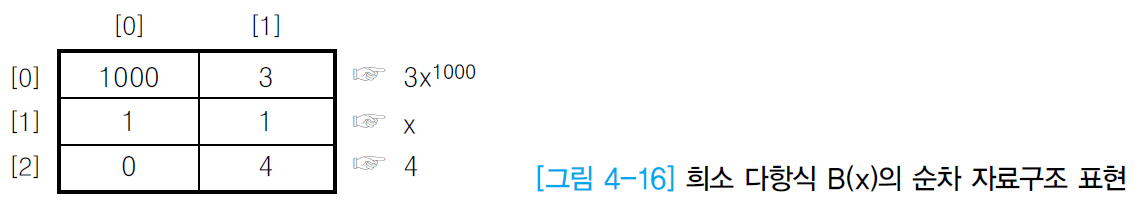 [0] [1]
[0] 1000 3 ☞ 3x¹⁰⁰⁰
[1] 1 1 ☞ x
[2] 0 4 ☞ 4
[그림 4-16] 희소 다항식 B(x)의 순차 자료구조 표현